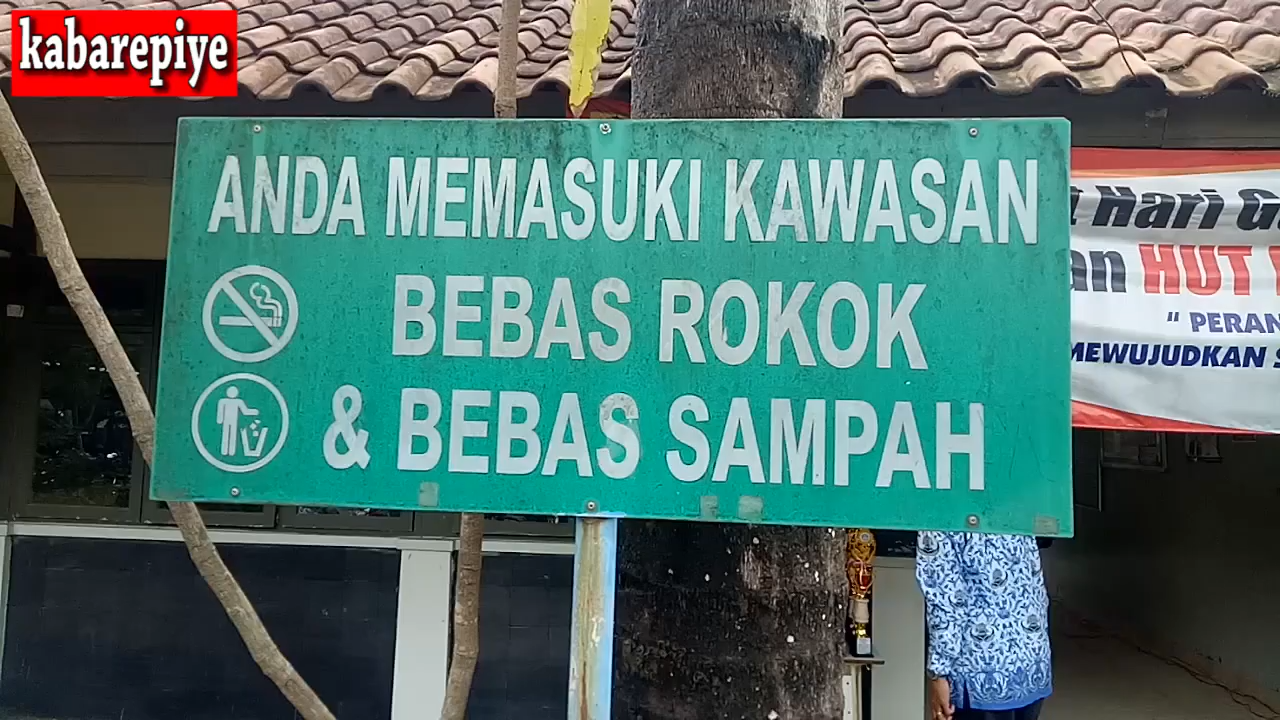 kabarepiye
ANDA MEMASUKI KAWASAN
BEBAS ROKOK
& BEBAS SAMPAH
Hari G
HUT
" PERAN
MEWUJUDKAN S